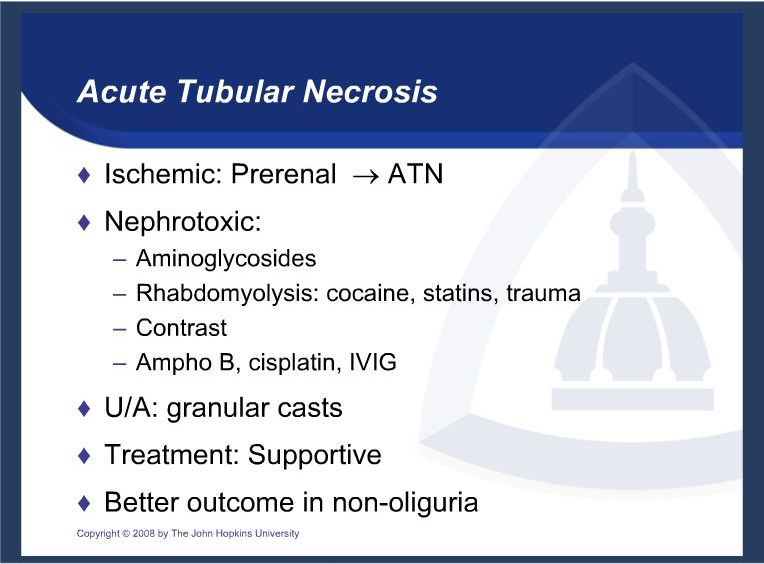 Acute Tubular Necrosis
♦ Ischemic: Prerenal → ATN
♦ Nephrotoxic:
– Aminoglycosides
– Rhabdomyolysis: cocaine, statins, trauma
– Contrast
– Ampho B, cisplatin, IVIG
♦ U/A: granular casts
♦ Treatment: Supportive
♦ Better outcome in non-oliguria
Copyright © 2008 by The John Hopkins University